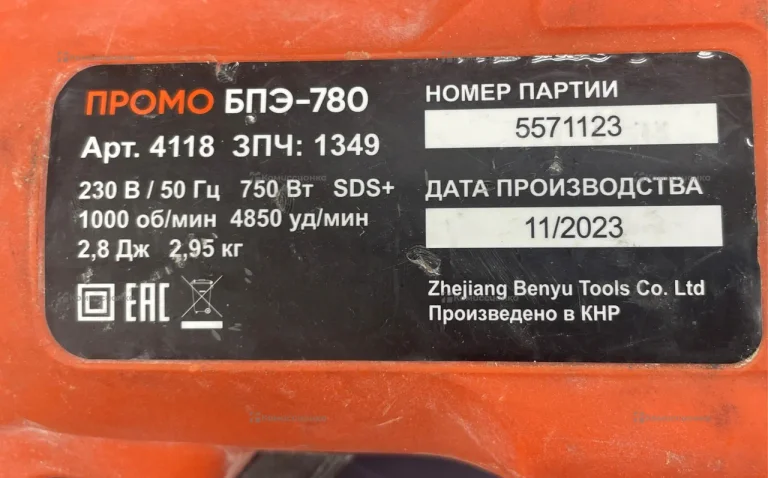 ПРОМО БПЭ-780
Арт. 4118 ЗПЧ: 1349
230 В / 50 Гц 750 Вт SDS+
1000 об/мин 4850 уд/мин
2,8 Дж 2,95 кг
EAC
НОМЕР ПАРТИИ
5571123
ДАТА ПРОИЗВОДСТВА
11/2023
Zhejiang Benyu Tools Co. Ltd
Произведено в КНР